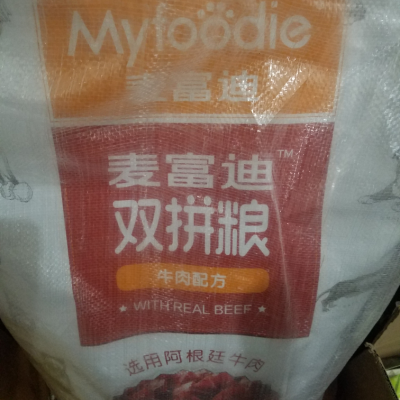 Myfoodie
麦富迪
麦富迪™
双拼粮
牛肉配方
★ WITH REAL BEEF ★
选用阿根廷牛肉